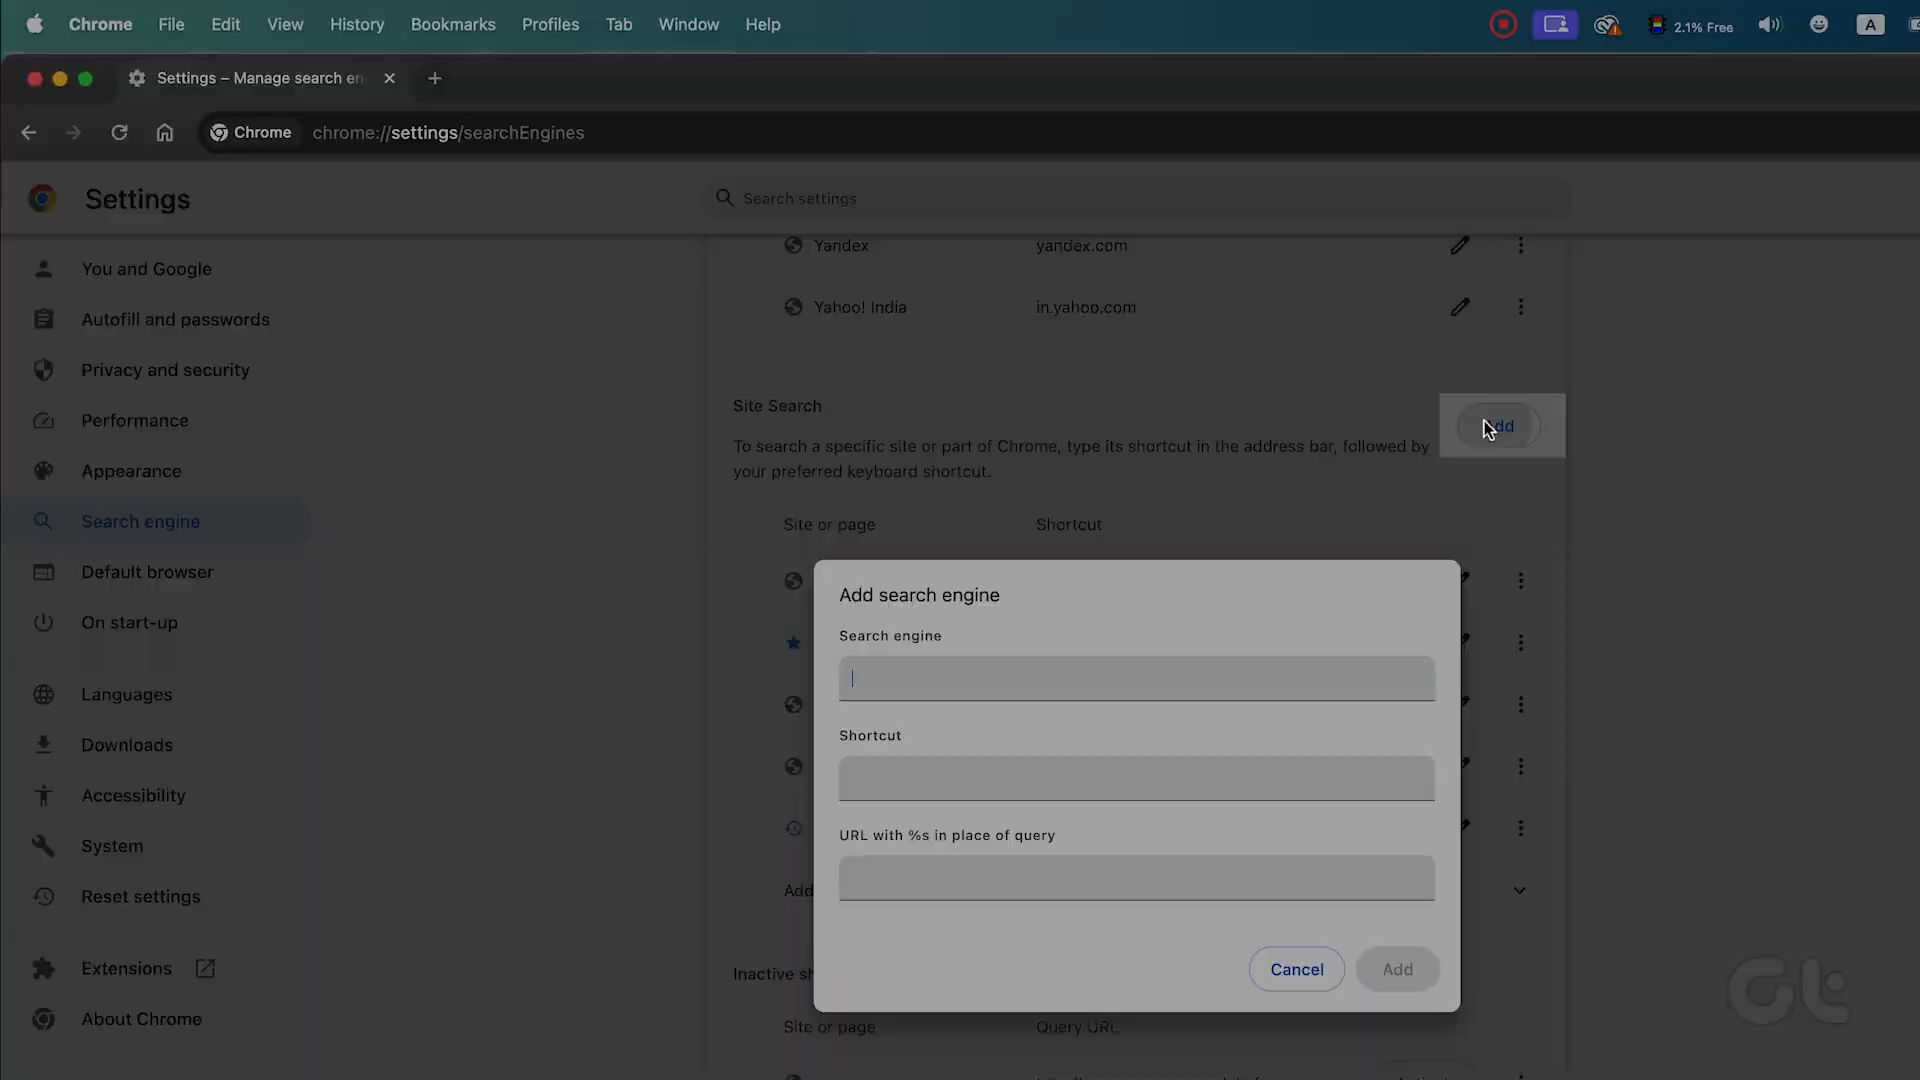 Chrome File Edit View History Bookmarks Profiles Tab Window Help 2.1% Free A
Settings – Manage search en
Chrome chrome://settings/searchEngines
Settings
Search settings
You and Google
Autofill and passwords
Privacy and security
Performance
Appearance
Search engine
Default browser
On start-up
Languages
Downloads
Accessibility
System
Reset settings
Extensions
About Chrome
Yandex yandex.com
Yahoo! India in.yahoo.com
Site Search
Add
To search a specific site or part of Chrome, type its shortcut in the address bar, followed by
your preferred keyboard shortcut.
Site or page Shortcut
Add search engine
Search engine
Shortcut
URL with %s in place of query
Cancel Add
Add
Inactive sh
Site or page Query URL
Gt